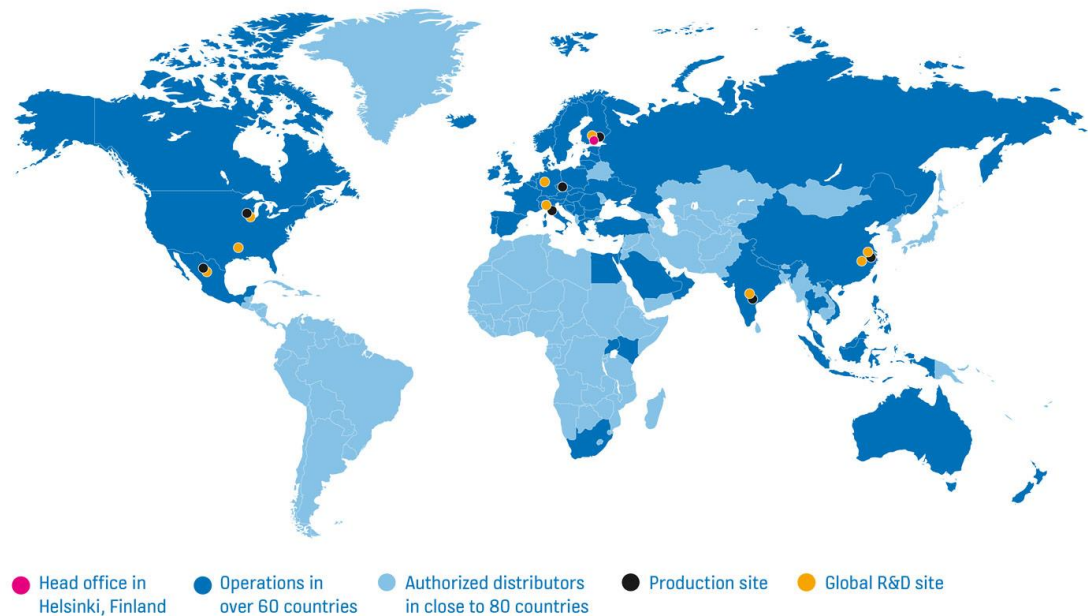 Head office in
Helsinki, Finland
Operations in
over 60 countries
Authorized distributors
in close to 80 countries
Production site
Global R&D site